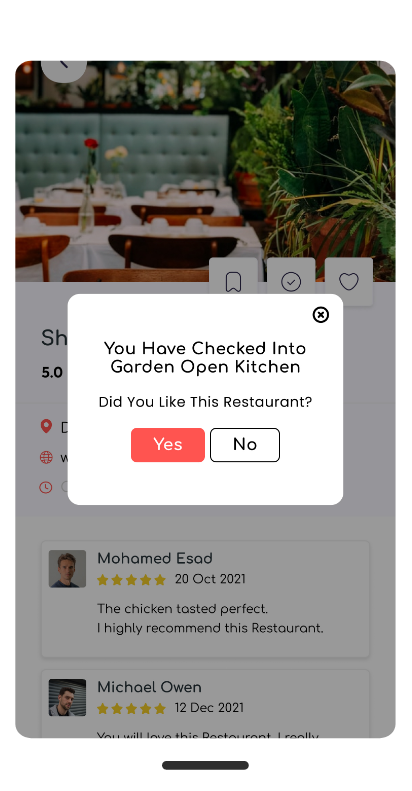 Sh
5.0
You Have Checked Into
Garden Open Kitchen
Did You Like This Restaurant?
Yes
No
Mohamed Esad
20 Oct 2021
The chicken tasted perfect.
I highly recommend this Restaurant.
Michael Owen
12 Dec 2021
You will love this Restaurant. I really